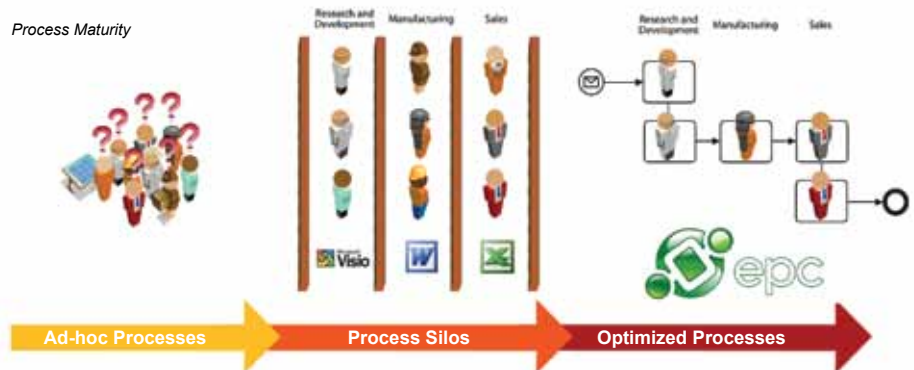 Process Maturity
Research and
Development
Manufacturing
Sales
Research and
Development
Manufacturing
Sales
? ? ? ? ? ?
Microsoft
Visio
W
X
epc
Ad-hoc Processes
Process Silos
Optimized Processes